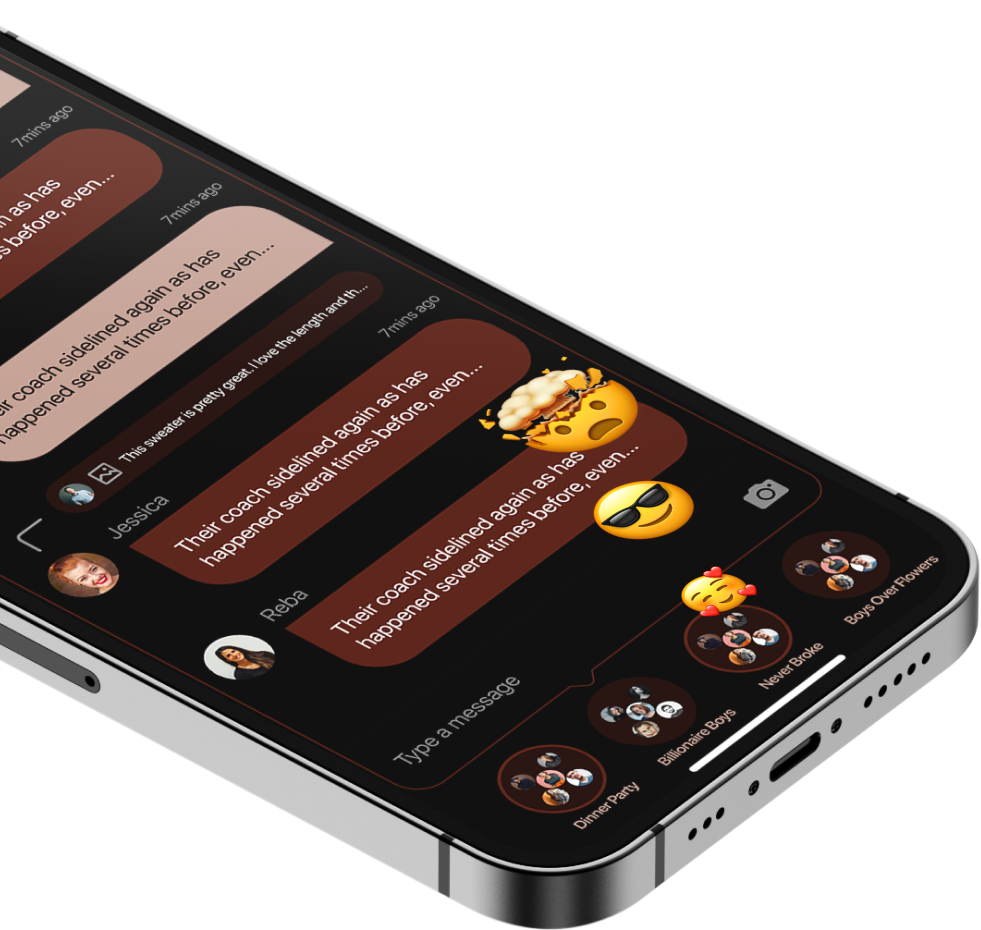 7mins ago
n as has
s before, even...
7mins ago
eir coach sidelined again as has
happened several times before, even...
This sweater is pretty great. I love the length and th...
7mins ago
Jessica
Their coach sidelined again as has
happened several times before, even...
Reba
Their coach sidelined again as has
happened several times before, even...
Type a message
Dinner Party
Billionaire Boys
Never Broke
Boys Over Flowers